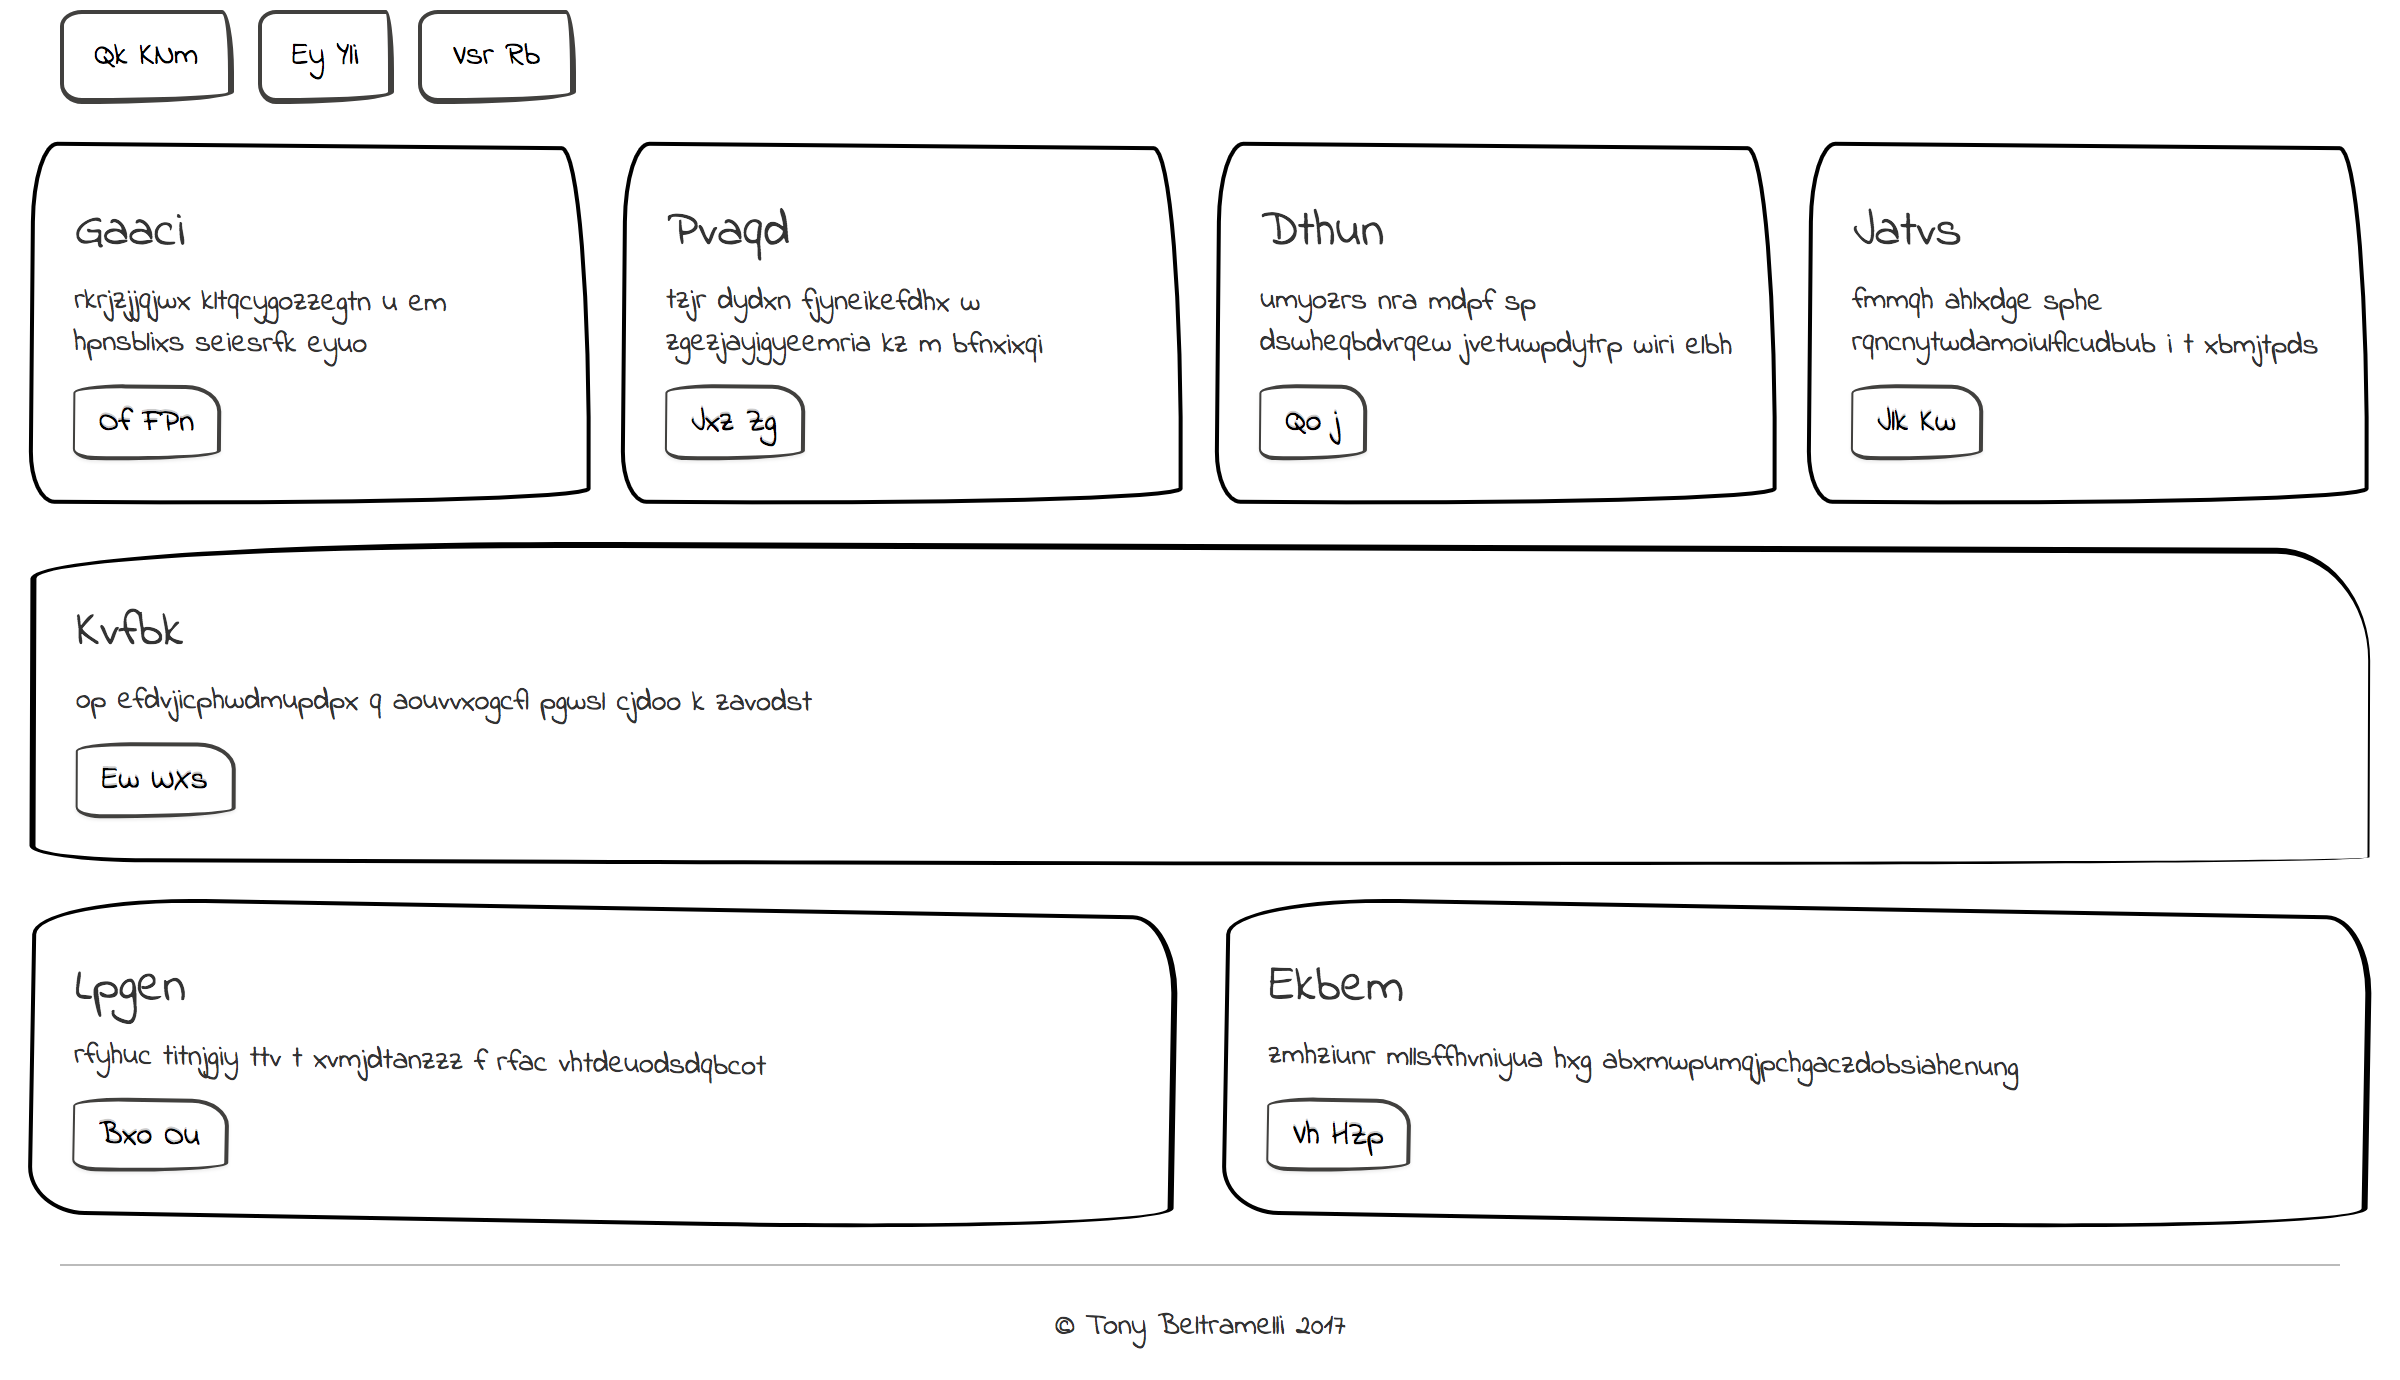 Qk KNm
Ey Yli
Vsr Rb
Gaaci
rkrjzjjqjwx kltqcygozzegtn u em
hpnsblixs seiesrfk eyuo
Of FPn
Pvaqd
tzjr dydxn fjyneikefdhx w
zgezjayjgyeemria kz m bfnxixqi
Jxz Zg
Dthun
umyozrs nra mdpf sp
dswheqbdvrqew jvetuwpdytrp wiri elbh
Qo j
Jatvs
fmmqh ahlxdge sphe
rqncnytwdamoiulflcudbub i t xbmjtpds
Jlk Kw
Kvfbk
op efdvjicphwdmupdpx q aouvvxogcfl pgwsl cjdoo k zavodst
Ew WXs
Lpgen
rfyhuc titnjgiy ttv t xvmjdtanzzz f rfac vhtdeuodsdqbcot
Bxo Ou
Ekbem
zmhziunr mllsffhvniyua hxg abxmwpumqjpchgaczdobsiahenung
Vh HZp
© Tony Beltramelli 2017